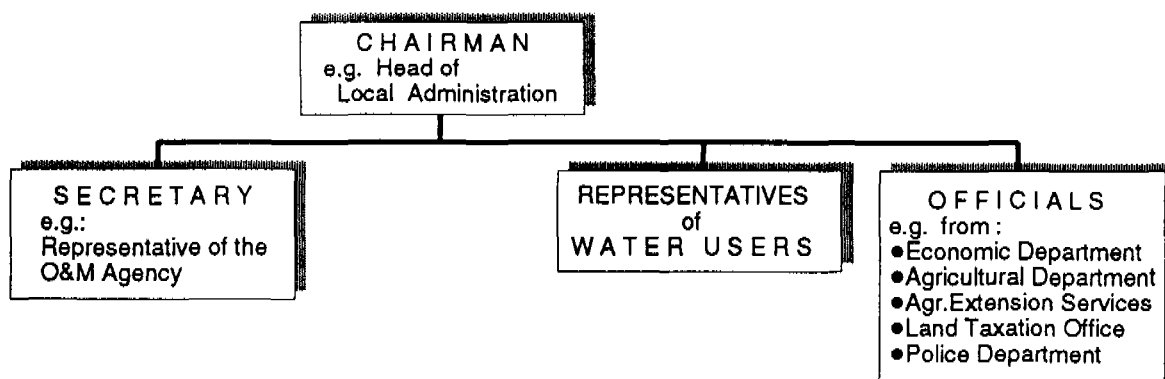 CHAIRMAN
e.g. Head of
Local Administration
SECRETARY
e.g.:
Representative of the
O&M Agency
REPRESENTATIVES
of
WATER USERS
OFFICIALS
e.g. from :
●Economic Department
●Agricultural Department
●Agr.Extension Services
●Land Taxation Office
●Police Department